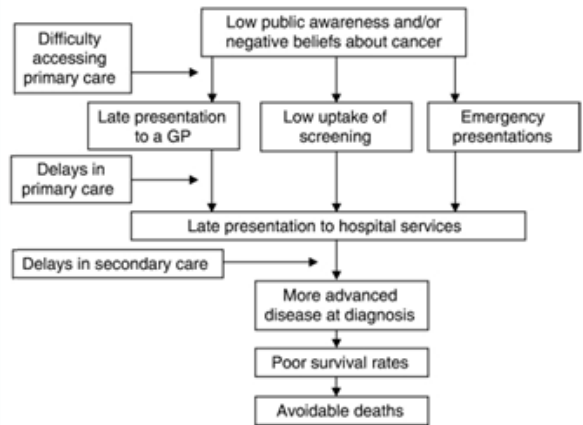 Low public awareness and/or
negative beliefs about cancer
Difficulty
accessing
primary care
Late presentation
to a GP
Low uptake of
screening
Emergency
presentations
Delays in
primary care
Late presentation to hospital services
Delays in secondary care
More advanced
disease at diagnosis
Poor survival rates
Avoidable deaths